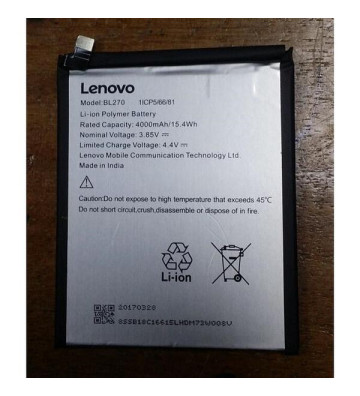 Lenovo
Model:BL270 1ICP5/66/81
Li-ion Polymer Battery
Rated Capacity: 4000mAh/15.4Wh
Nominal Voltage: 3.85V ⎓
Limited Charge Voltage: 4.4V ⎓
Lenovo Mobile Communication Technology Ltd.
Made in India
Caution:Do not expose to high temperature that exceeds 45℃
Do not short circuit,crush,disassemble or dispose of in fire.
Li-ion
20170328